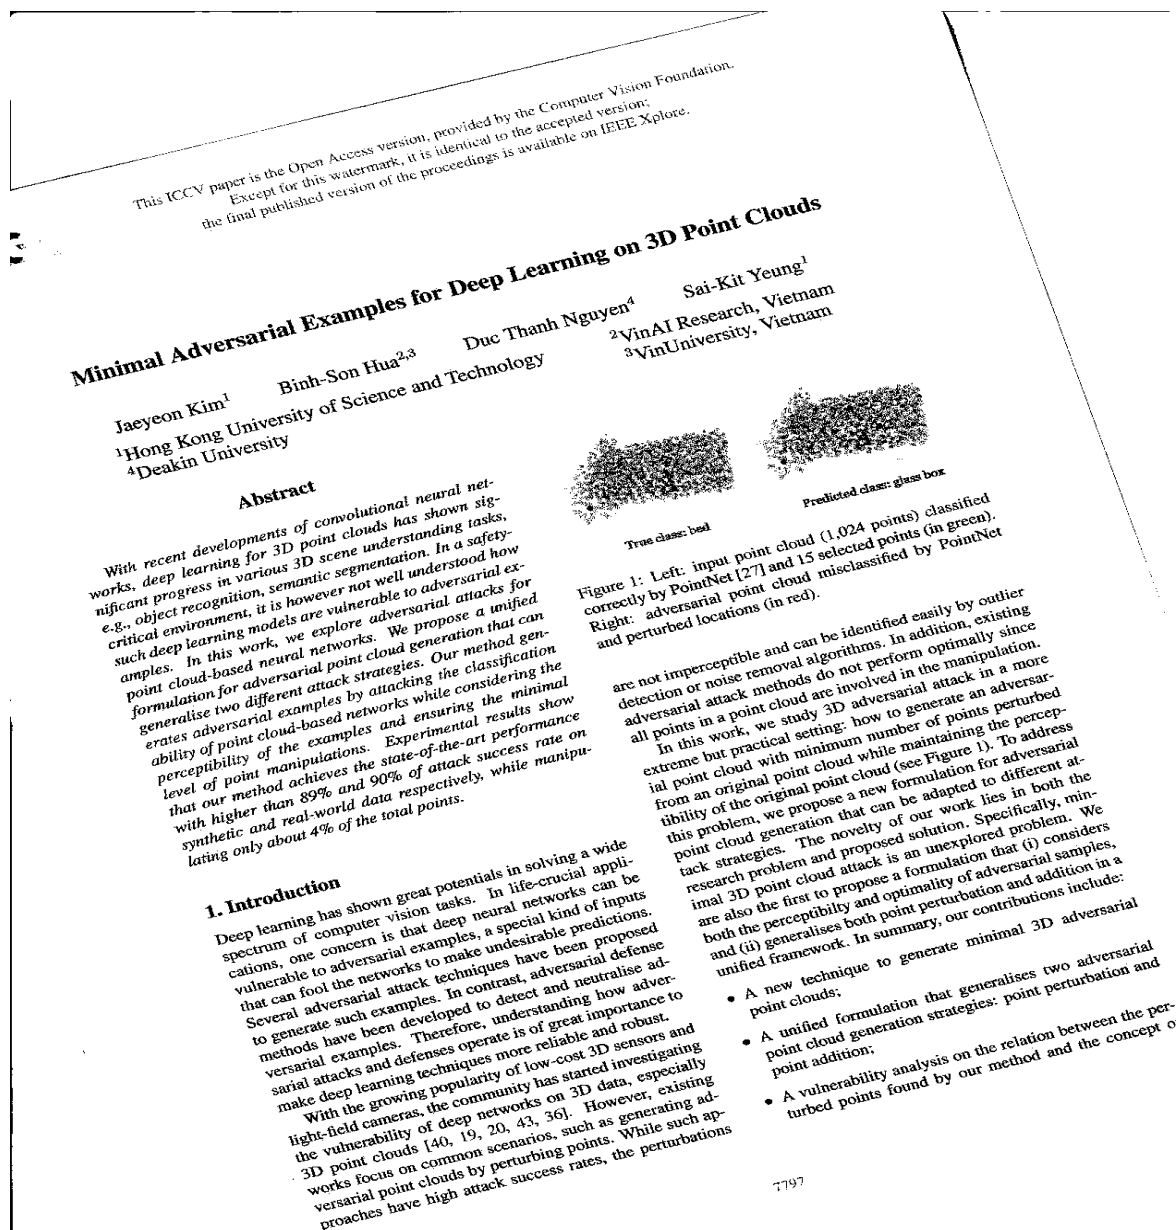 This ICCV paper is the Open Access version, provided by the Computer Vision Foundation.
Except for this watermark, it is identical to the accepted version;
the final published version of the proceedings is available on IEEE Xplore.
Minimal Adversarial Examples for Deep Learning on 3D Point Clouds
Jaeyeon Kim¹ Binh-Son Hua²,³ Duc Thanh Nguyen⁴ Sai-Kit Yeung¹
¹Hong Kong University of Science and Technology ²VinAI Research, Vietnam
⁴Deakin University ³VinUniversity, Vietnam
Abstract
With recent developments of convolutional neural net-
works, deep learning for 3D point clouds has shown sig-
nificant progress in various 3D scene understanding tasks,
e.g., object recognition, semantic segmentation. In a safety-
critical environment, it is however not well understood how
such deep learning models are vulnerable to adversarial ex-
amples. In this work, we explore adversarial attacks for
point cloud-based neural networks. We propose a unified
formulation for adversarial point cloud generation that can
generalise two different attack strategies. Our method gen-
erates adversarial examples by attacking the classification
ability of point cloud-based networks while considering the
perceptibility of the examples and ensuring the minimal
level of point manipulations. Experimental results show
that our method achieves the state-of-the-art performance
with higher than 89% and 90% of attack success rate on
synthetic and real-world data respectively, while manipu-
lating only about 4% of the total points.
1. Introduction
Deep learning has shown great potentials in solving a wide
spectrum of computer vision tasks. In life-crucial appli-
cations, one concern is that deep neural networks can be
vulnerable to adversarial examples, a special kind of inputs
that can fool the networks to make undesirable predictions.
Several adversarial attack techniques have been proposed
to generate such examples. In contrast, adversarial defense
methods have been developed to detect and neutralise ad-
versarial examples. Therefore, understanding how adver-
sarial attacks and defenses operate is of great importance to
make deep learning techniques more reliable and robust.
With the growing popularity of low-cost 3D sensors and
light-field cameras, the community has started investigating
the vulnerability of deep networks on 3D data, especially
3D point clouds [40, 19, 20, 43, 36]. However, existing
works focus on common scenarios, such as generating ad-
versarial point clouds by perturbing points. While such ap-
proaches have high attack success rates, the perturbations
True class: bed
Predicted class: glass box
Figure 1: Left: input point cloud (1,024 points) classified
correctly by PointNet [27] and 15 selected points (in green).
Right: adversarial point cloud misclassified by PointNet
and perturbed locations (in red).
are not imperceptible and can be identified easily by outlier
detection or noise removal algorithms. In addition, existing
adversarial attack methods do not perform optimally since
all points in a point cloud are involved in the manipulation.
In this work, we study 3D adversarial attack in a more
extreme but practical setting: how to generate an adversar-
ial point cloud with minimum number of points perturbed
from an original point cloud while maintaining the percep-
tibility of the original point cloud (see Figure 1). To address
this problem, we propose a new formulation for adversarial
point cloud generation that can be adapted to different at-
tack strategies. The novelty of our work lies in both the
research problem and proposed solution. Specifically, min-
imal 3D point cloud attack is an unexplored problem. We
are also the first to propose a formulation that (i) considers
both the perceptibilty and optimality of adversarial samples,
and (ii) generalises both point perturbation and addition in a
unified framework. In summary, our contributions include:
• A new technique to generate minimal 3D adversarial
point clouds;
• A unified formulation that generalises two adversarial
point cloud generation strategies: point perturbation and
point addition;
• A vulnerability analysis on the relation between the per-
turbed points found by our method and the concept o
7797